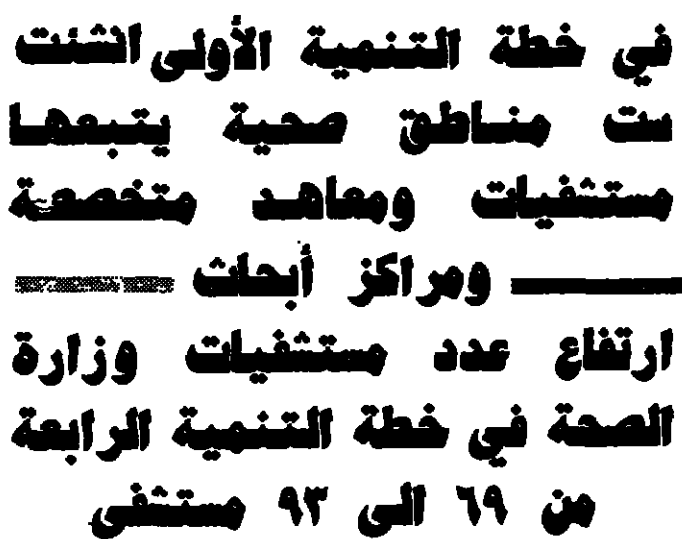 في خطة التنمية الأولى انشئت
ست مناطق صحية يتبعها
مستشفيات ومعاهد متخصصة
ومراكز أبحاث
ارتفاع عدد مستشفيات وزارة
الصحة في خطة التنمية الرابعة
من ٦٩ الى ٩٣ مستشفى